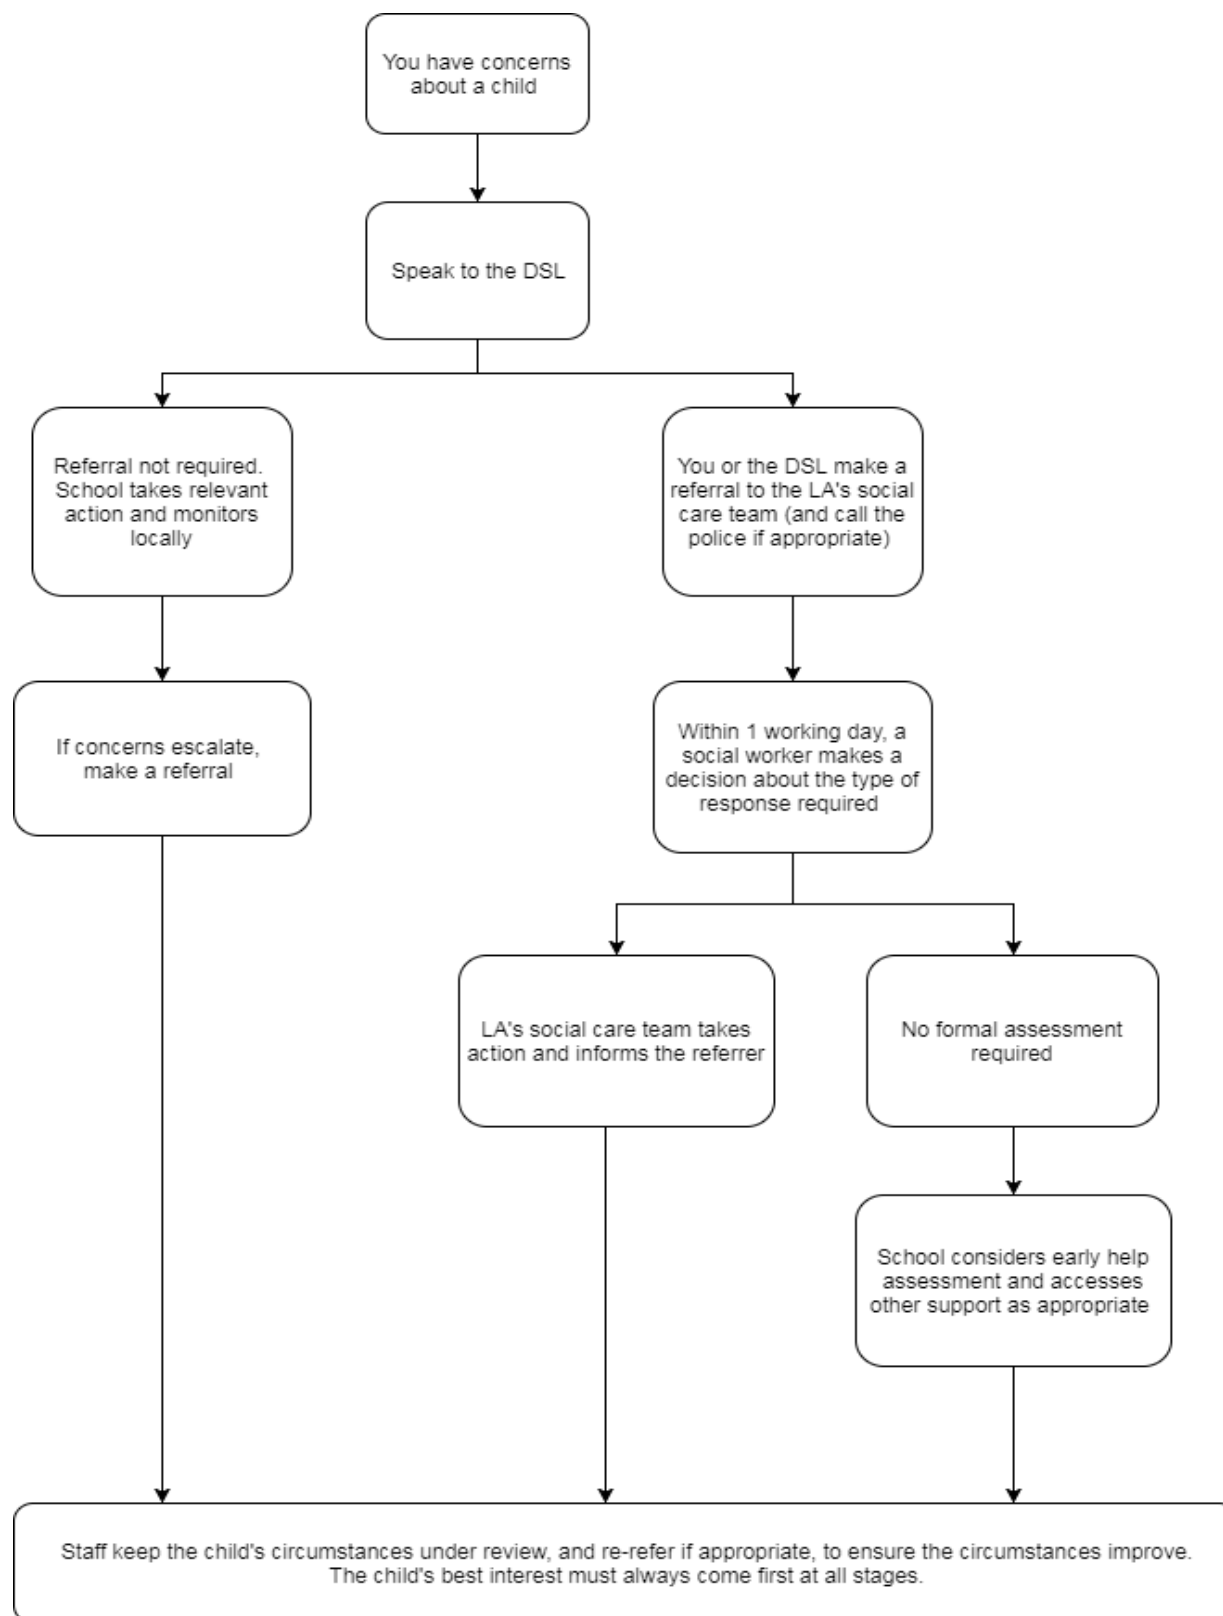 You have concerns
about a child
Speak to the DSL
Referral not required.
School takes relevant
action and monitors
locally
You or the DSL make a
referral to the LA's social
care team (and call the
police if appropriate)
If concerns escalate,
make a referral
Within 1 working day, a
social worker makes a
decision about the type of
response required
LA's social care team takes
action and informs the referrer
No formal assessment
required
School considers early help
assessment and accesses
other support as appropriate
Staff keep the child's circumstances under review, and re-refer if appropriate, to ensure the circumstances improve.
The child's best interest must always come first at all stages.